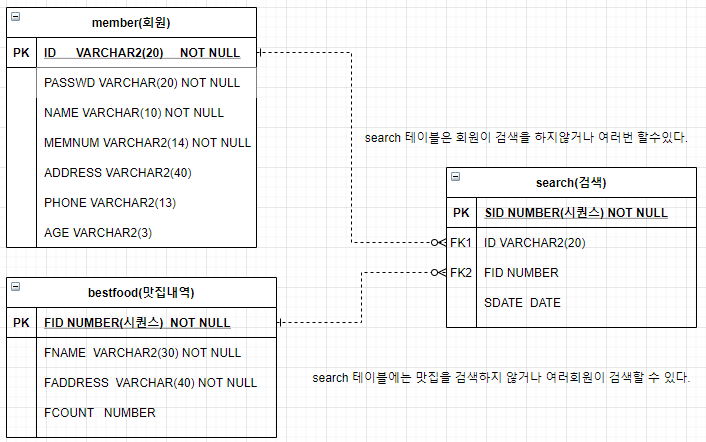 member(회원)
PK ID VARCHAR2(20) NOT NULL
PASSWD VARCHAR(20) NOT NULL
NAME VARCHAR(10) NOT NULL
MEMNUM VARCHAR2(14) NOT NULL
ADDRESS VARCHAR2(40)
PHONE VARCHAR2(13)
AGE VARCHAR2(3)
search 테이블은 회원이 검색을 하지않거나 여러번 할수있다.
search(검색)
PK SID NUMBER(시퀀스) NOT NULL
FK1 ID VARCHAR2(20)
FK2 FID NUMBER
SDATE DATE
bestfood(맛집내역)
PK FID NUMBER(시퀀스) NOT NULL
FNAME VARCHAR2(30) NOT NULL
FADDRESS VARCHAR(40) NOT NULL
FCOUNT NUMBER
search 테이블에는 맛집을 검색하지 않거나 여러회원이 검색할 수 있다.